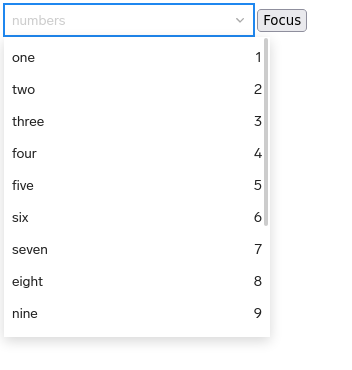 numbers Focus
one 1
two 2
three 3
four 4
five 5
six 6
seven 7
eight 8
nine 9